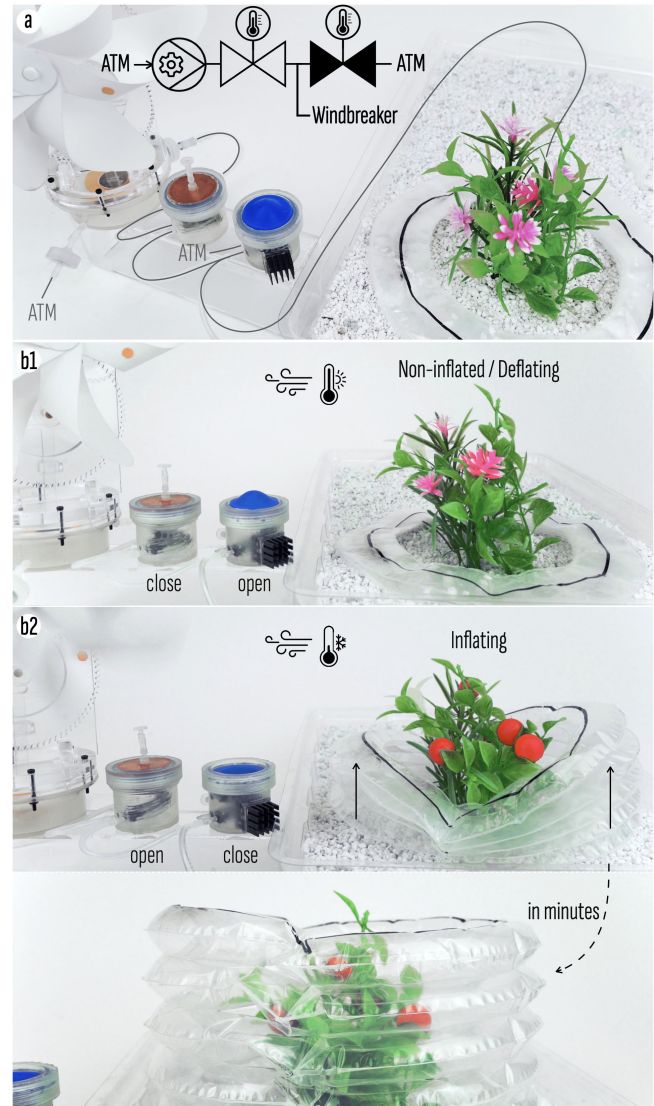 a
ATM
ATM
Windbreaker
ATM
ATM
b1
Non-inflated / Deflating
close
open
b2
Inflating
open
close
in minutes